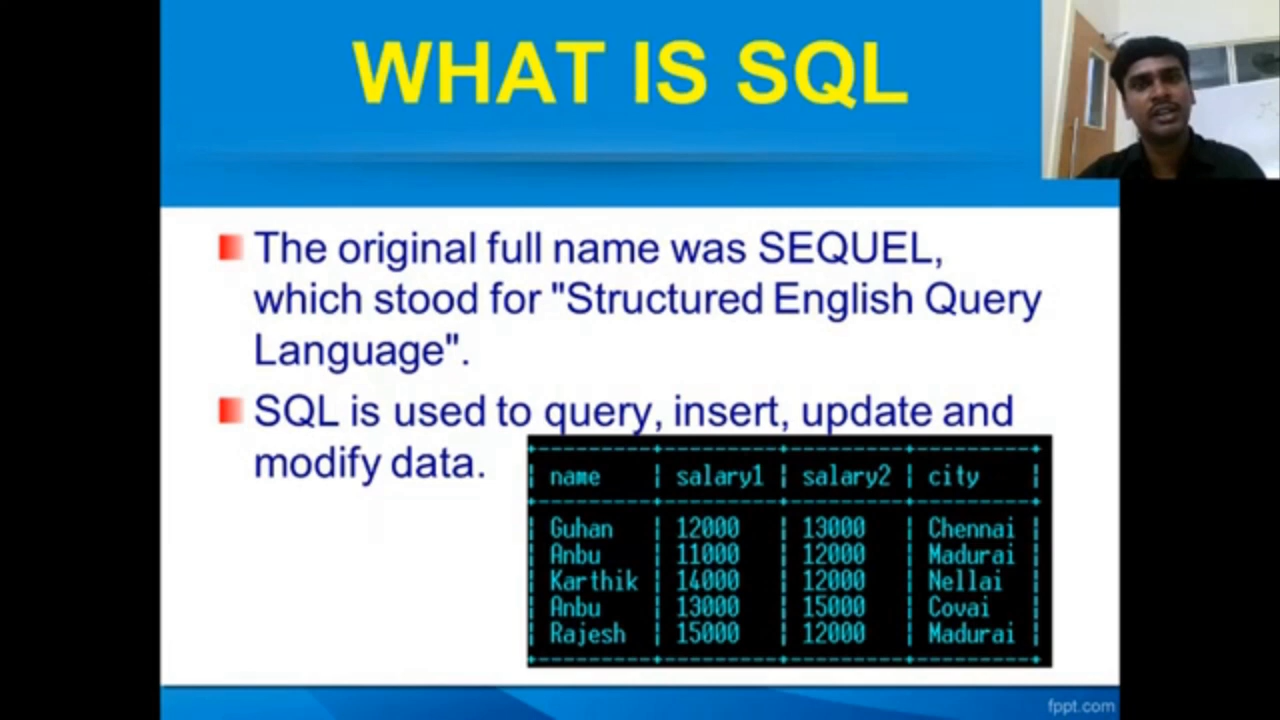 WHAT IS SQL
The original full name was SEQUEL,
which stood for "Structured English Query
Language".
SQL is used to query, insert, update and
modify data.
name salary1 salary2 city
Guhan 12000 13000 Chennai
Anbu 11000 12000 Madurai
Karthik 14000 12000 Nellai
Anbu 13000 15000 Covai
Rajesh 15000 12000 Madurai
fppt.com